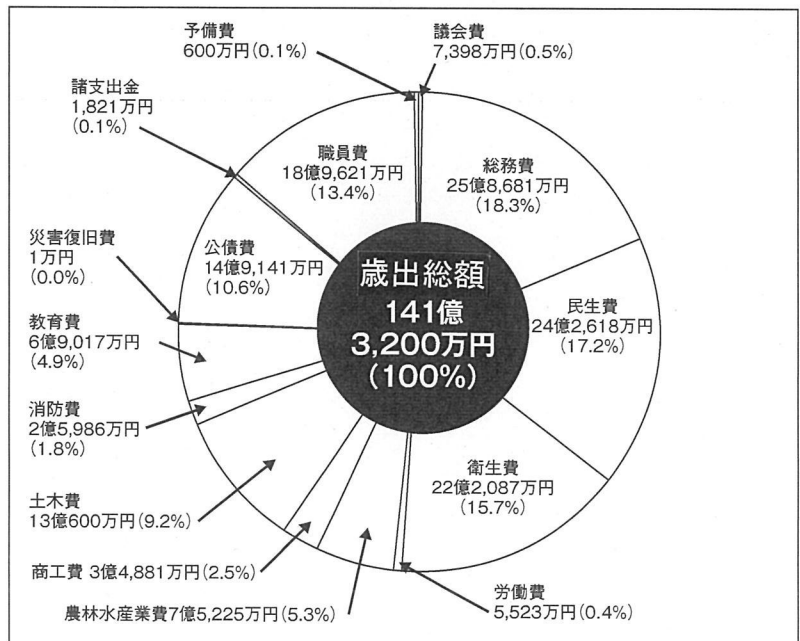 予備費
600万円(0.1%)
議会費
7,398万円(0.5%)
諸支出金
1,821万円
(0.1%)
職員費
18億9,621万円
(13.4%)
総務費
25億8,681万円
(18.3%)
災害復旧費
1万円
(0.0%)
公債費
14億9,141万円
(10.6%)
歳出総額
141億
3,200万円
(100%)
民生費
24億2,618万円
(17.2%)
教育費
6億9,017万円
(4.9%)
消防費
2億5,986万円
(1.8%)
衛生費
22億2,087万円
(15.7%)
土木費
13億600万円(9.2%)
商工費 3億4,881万円(2.5%)
労働費
5,523万円(0.4%)
農林水産業費7億5,225万円(5.3%)